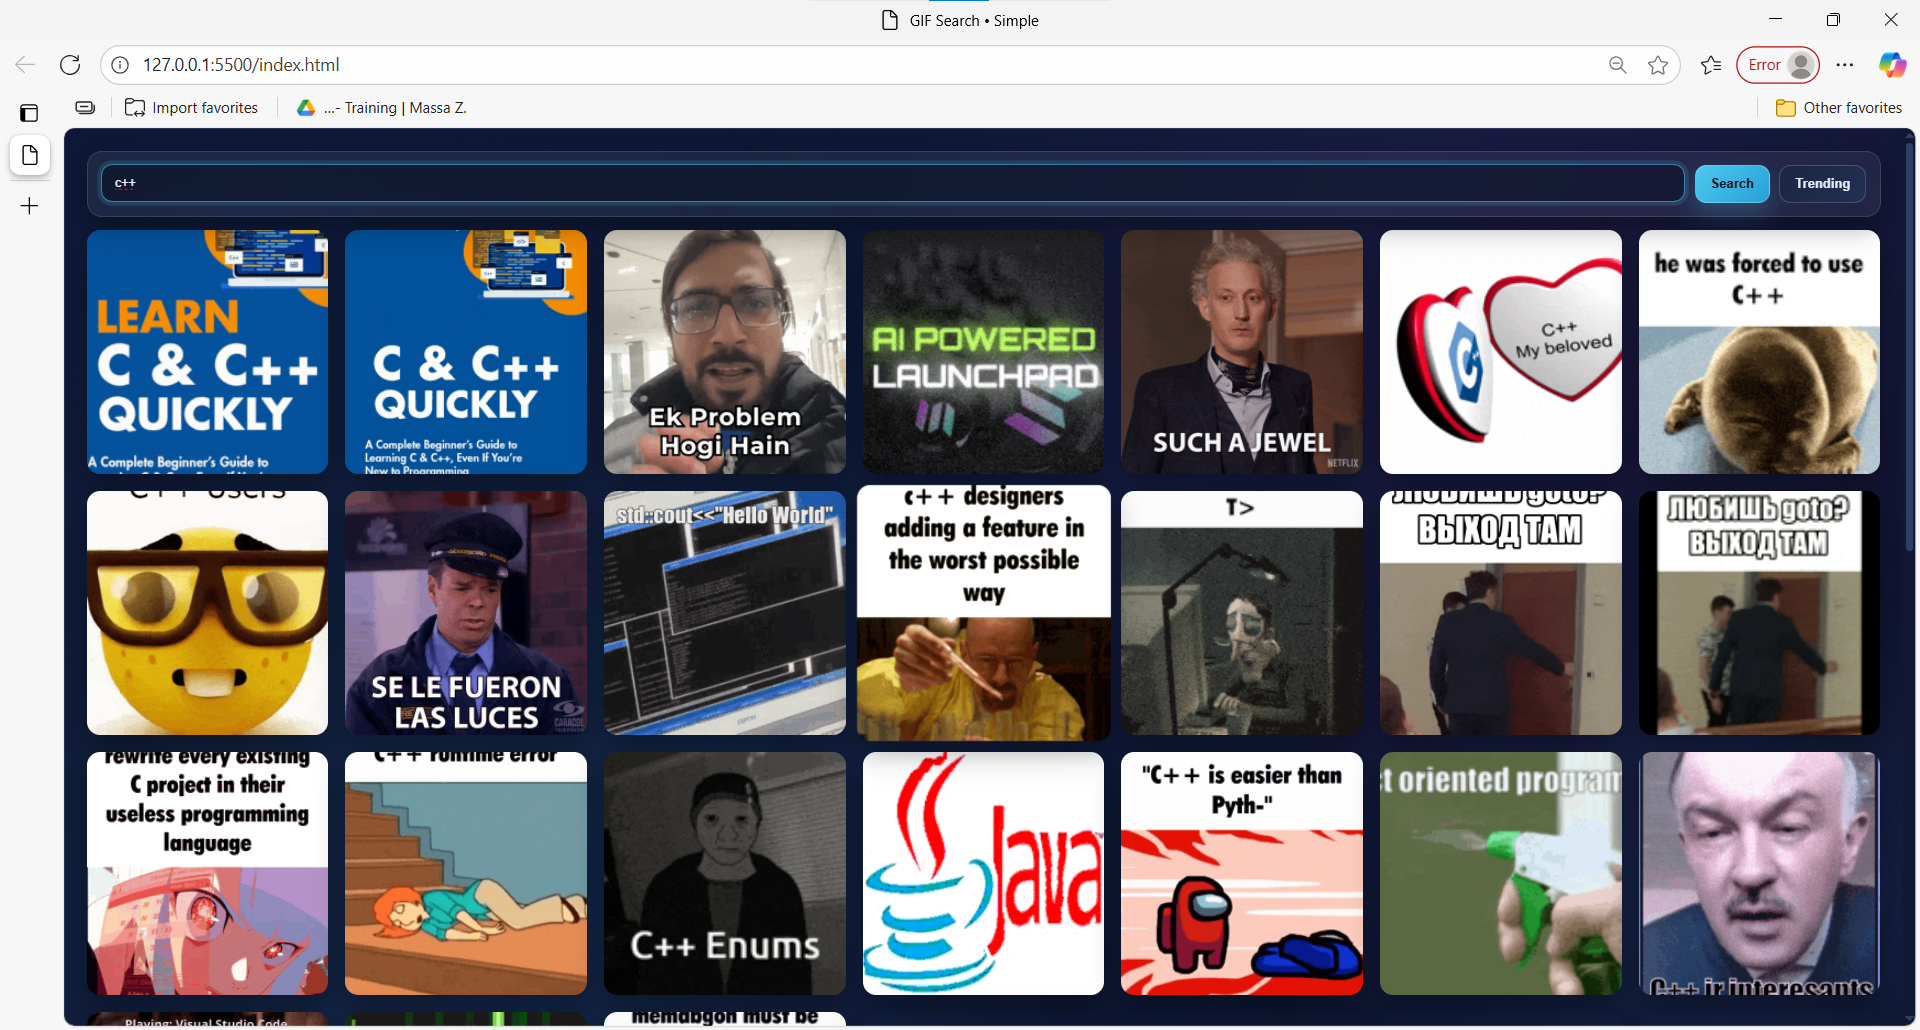 GIF Search • Simple
127.0.0.1:5500/index.html
Error
Import favorites
...- Training | Massa Z.
Other favorites
c++
Search
Trending
LEARN
C & C++
QUICKLY
A Complete Beginner's Guide to
C & C++
QUICKLY
A Complete Beginner's Guide to
Learning C & C++, Even If You're
New to Programming
Ek Problem
Hogi Hain
AI POWERED
LAUNCHPAD
SUCH A JEWEL
NETFLIX
C++
My beloved
he was forced to use
C++
C++ users
SE LE FUERON
LAS LUCES
CARACOL
std::cout<<"Hello World"
c++ designers
adding a feature in
the worst possible
way
T>
ЛЮБИШЬ goto?
ВЫХОД ТАМ
ЛЮБИШЬ goto?
ВЫХОД ТАМ
rewrite every existing
C project in their
useless programming
language
C++ runtime error
C++ Enums
Java
"C++ is easier than
Pyth-"
t oriented program
C++ ir interesants
Playing: Visual Studio Code
must be